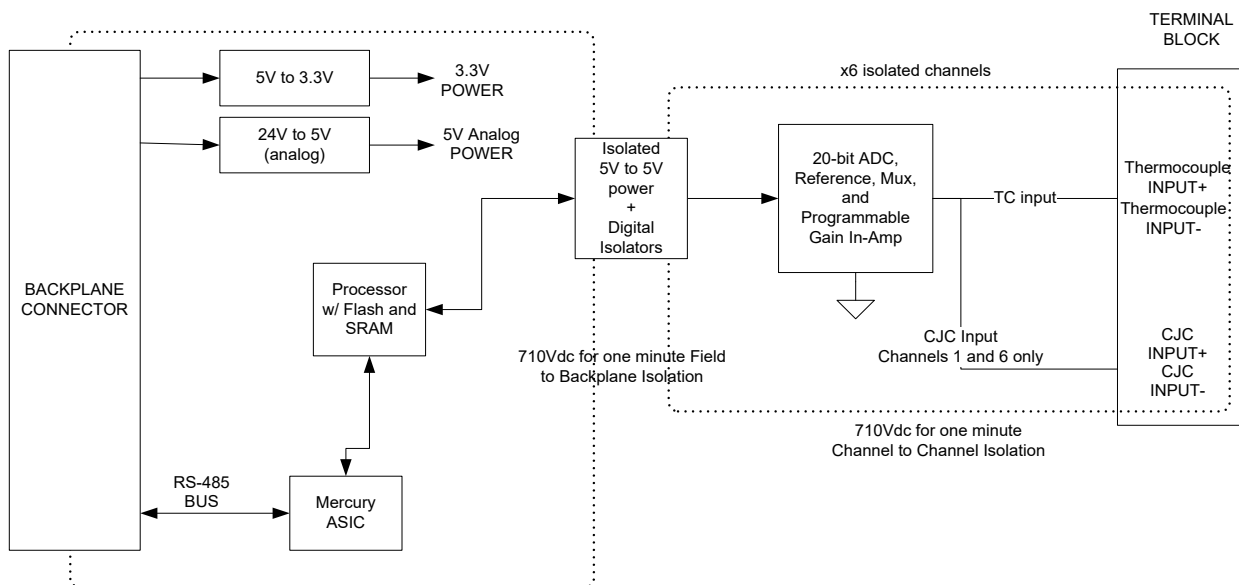 TERMINAL
BLOCK
5V to 3.3V
3.3V
POWER
x6 isolated channels
24V to 5V
(analog)
5V Analog
POWER
Isolated
5V to 5V
power
+
Digital
Isolators
20-bit ADC,
Reference, Mux,
and
Programmable
Gain In-Amp
TC input
Thermocouple
INPUT+
Thermocouple
INPUT-
BACKPLANE
CONNECTOR
Processor
w/ Flash and
SRAM
CJC Input
Channels 1 and 6 only
CJC
INPUT+
CJC
INPUT-
710Vdc for one minute Field
to Backplane Isolation
710Vdc for one minute
Channel to Channel Isolation
RS-485
BUS
Mercury
ASIC